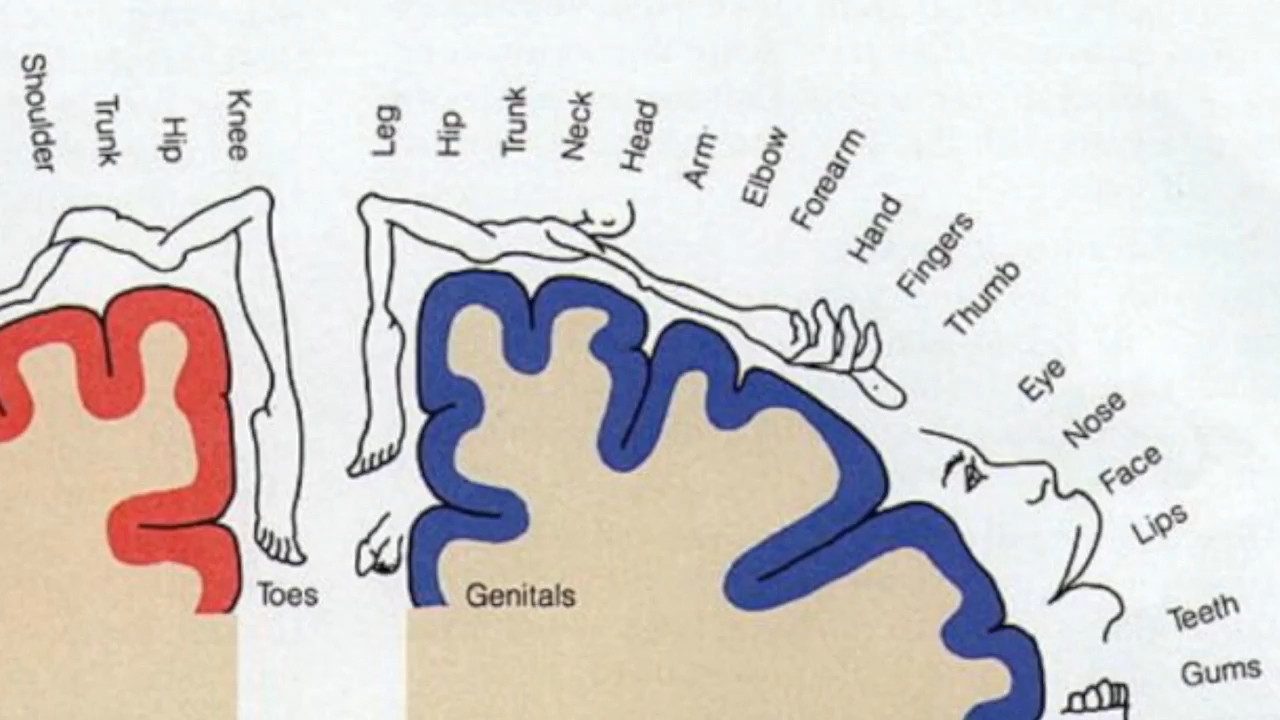 Shoulder
Trunk
Hip
Knee
Leg
Hip
Trunk
Neck
Head
Arm
Elbow
Forearm
Hand
Fingers
Thumb
Eye
Nose
Face
Lips
Teeth
Gums
Toes
Genitals